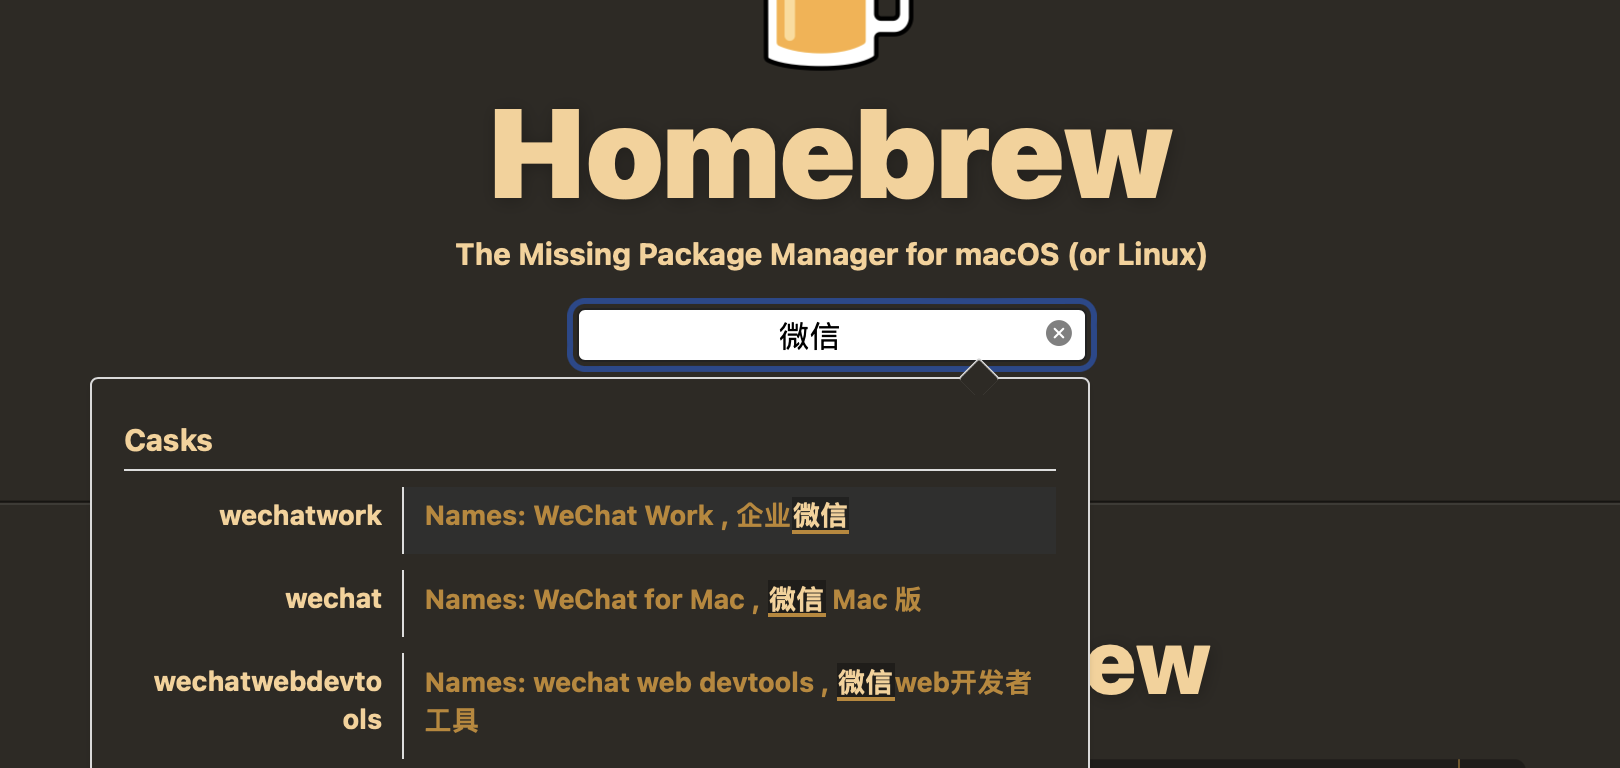 Homebrew
The Missing Package Manager for macOS (or Linux)
微信
Casks
wechatwork
Names: WeChat Work , 企业微信
wechat
Names: WeChat for Mac , 微信 Mac 版
wechatwebdevto
ols
Names: wechat web devtools , 微信web开发者
工具
ew